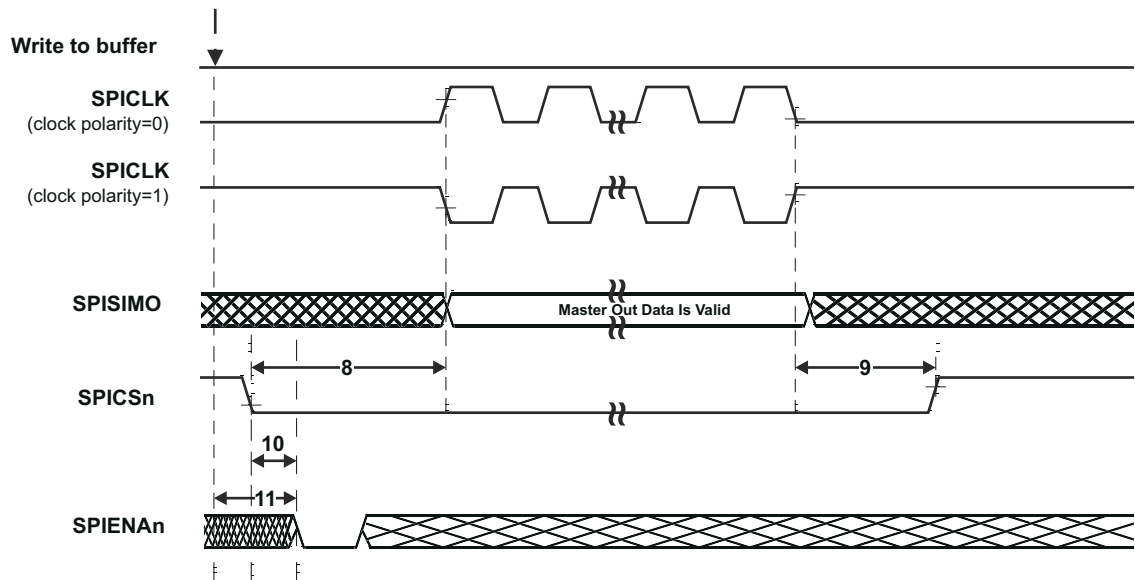 Write to buffer
SPICLK
(clock polarity=0)
SPICLK
(clock polarity=1)
SPISIMO
Master Out Data Is Valid
8
9
SPICSn
10
11
SPIENAn